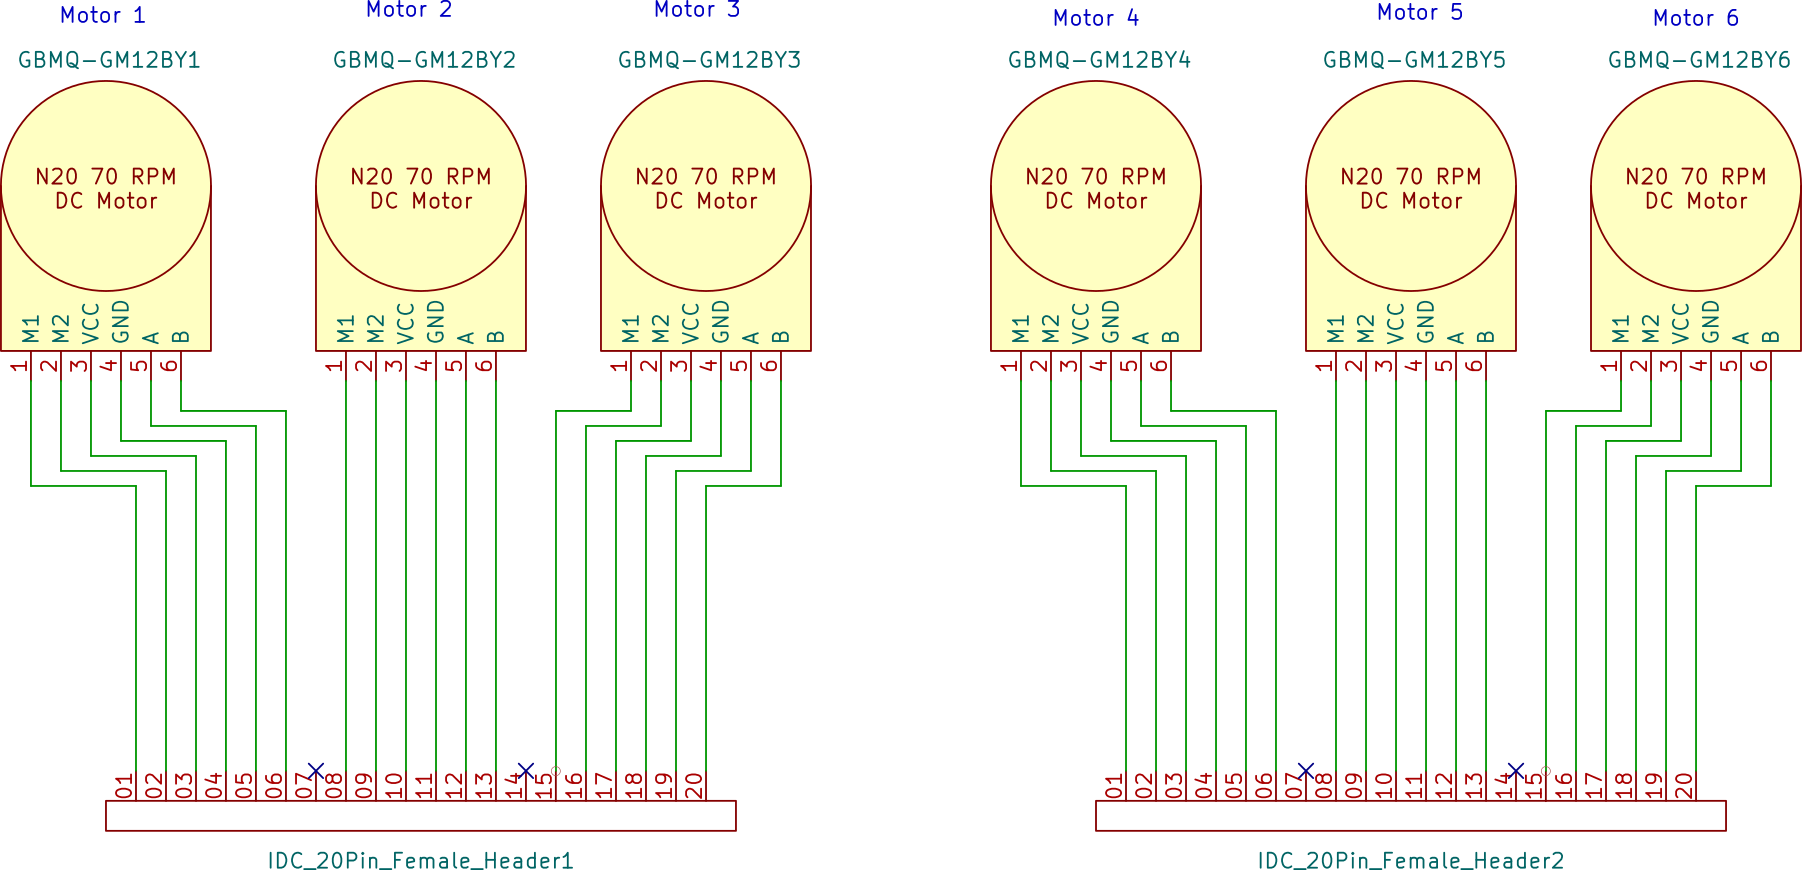 Motor 1
Motor 2
Motor 3
Motor 4
Motor 5
Motor 6
GBMQ-GM12BY1
GBMQ-GM12BY2
GBMQ-GM12BY3
GBMQ-GM12BY4
GBMQ-GM12BY5
GBMQ-GM12BY6
N20 70 RPM
DC Motor
N20 70 RPM
DC Motor
N20 70 RPM
DC Motor
N20 70 RPM
DC Motor
N20 70 RPM
DC Motor
N20 70 RPM
DC Motor
M1 M2 VCC GND A B
M1 M2 VCC GND A B
M1 M2 VCC GND A B
M1 M2 VCC GND A B
M1 M2 VCC GND A B
M1 M2 VCC GND A B
1 2 3 4 5 6
1 2 3 4 5 6
1 2 3 4 5 6
1 2 3 4 5 6
1 2 3 4 5 6
1 2 3 4 5 6
01 02 03 04 05 06 07 08 09 10 11 12 13 14 15 16 17 18 19 20
01 02 03 04 05 06 07 08 09 10 11 12 13 14 15 16 17 18 19 20
IDC_20Pin_Female_Header1
IDC_20Pin_Female_Header2